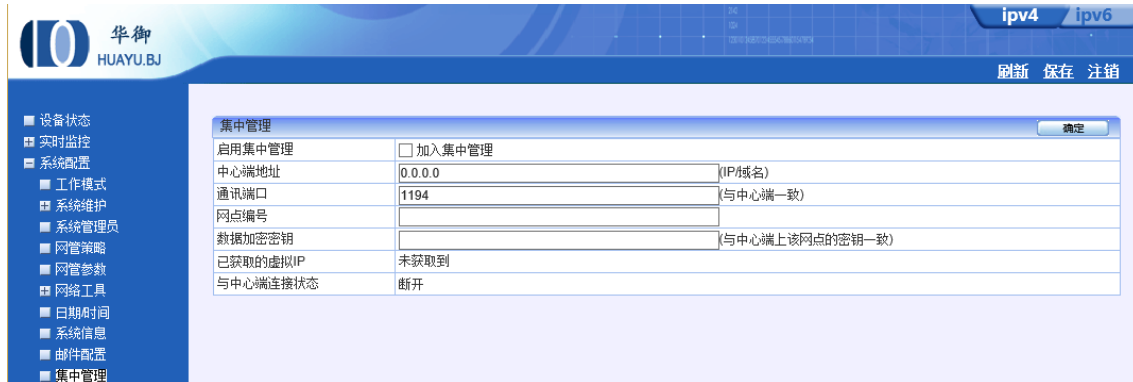 华御
HUAYU.BJ
ipv4 ipv6
刷新 保存 注销
设备状态
实时监控
系统配置
工作模式
系统维护
系统管理员
网管策略
网管参数
网络工具
日期/时间
系统信息
邮件配置
集中管理
集中管理 确定
启用集中管理 加入集中管理
中心端地址 0.0.0.0 (IP/域名)
通讯端口 1194 (与中心端一致)
网点编号
数据加密密钥 (与中心端上该网点的密钥一致)
已获取的虚拟IP 未获取到
与中心端连接状态 断开